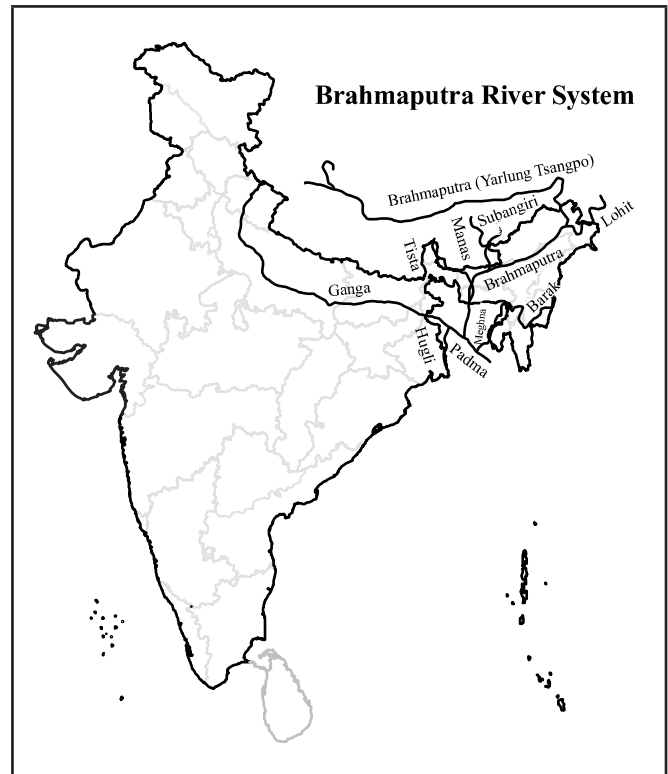 Brahmaputra River System
Brahmaputra (Yarlung Tsangpo)
Subangiri
Lohit
Manas
Tista
Brahmaputra
Ganga
Barak
Meghna
Hugli
Padma